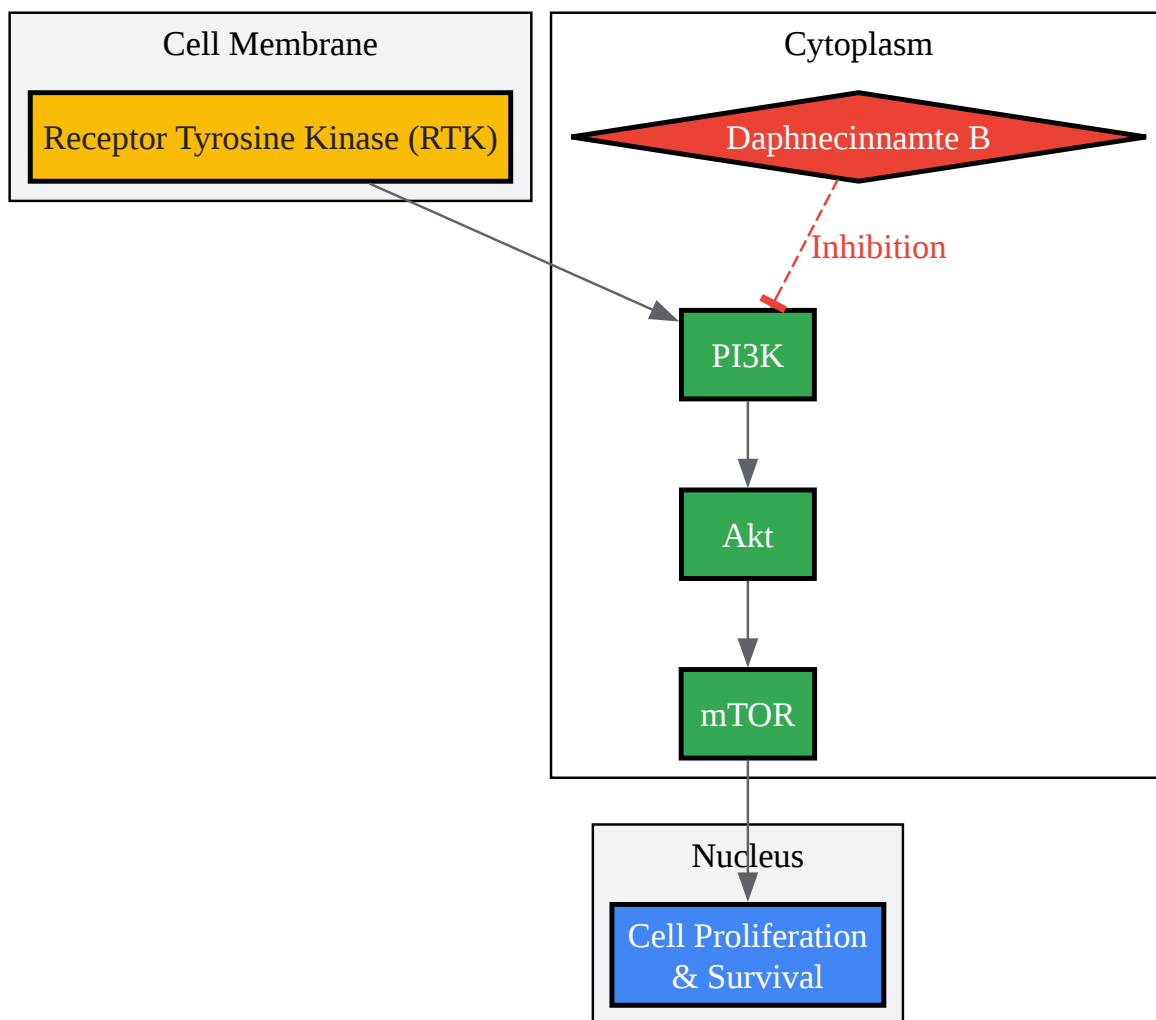 Cell Membrane
Receptor Tyrosine Kinase (RTK)
Cytoplasm
Daphnecinnamte B
Inhibition
PI3K
Akt
mTOR
Nucleus
Cell Proliferation
& Survival